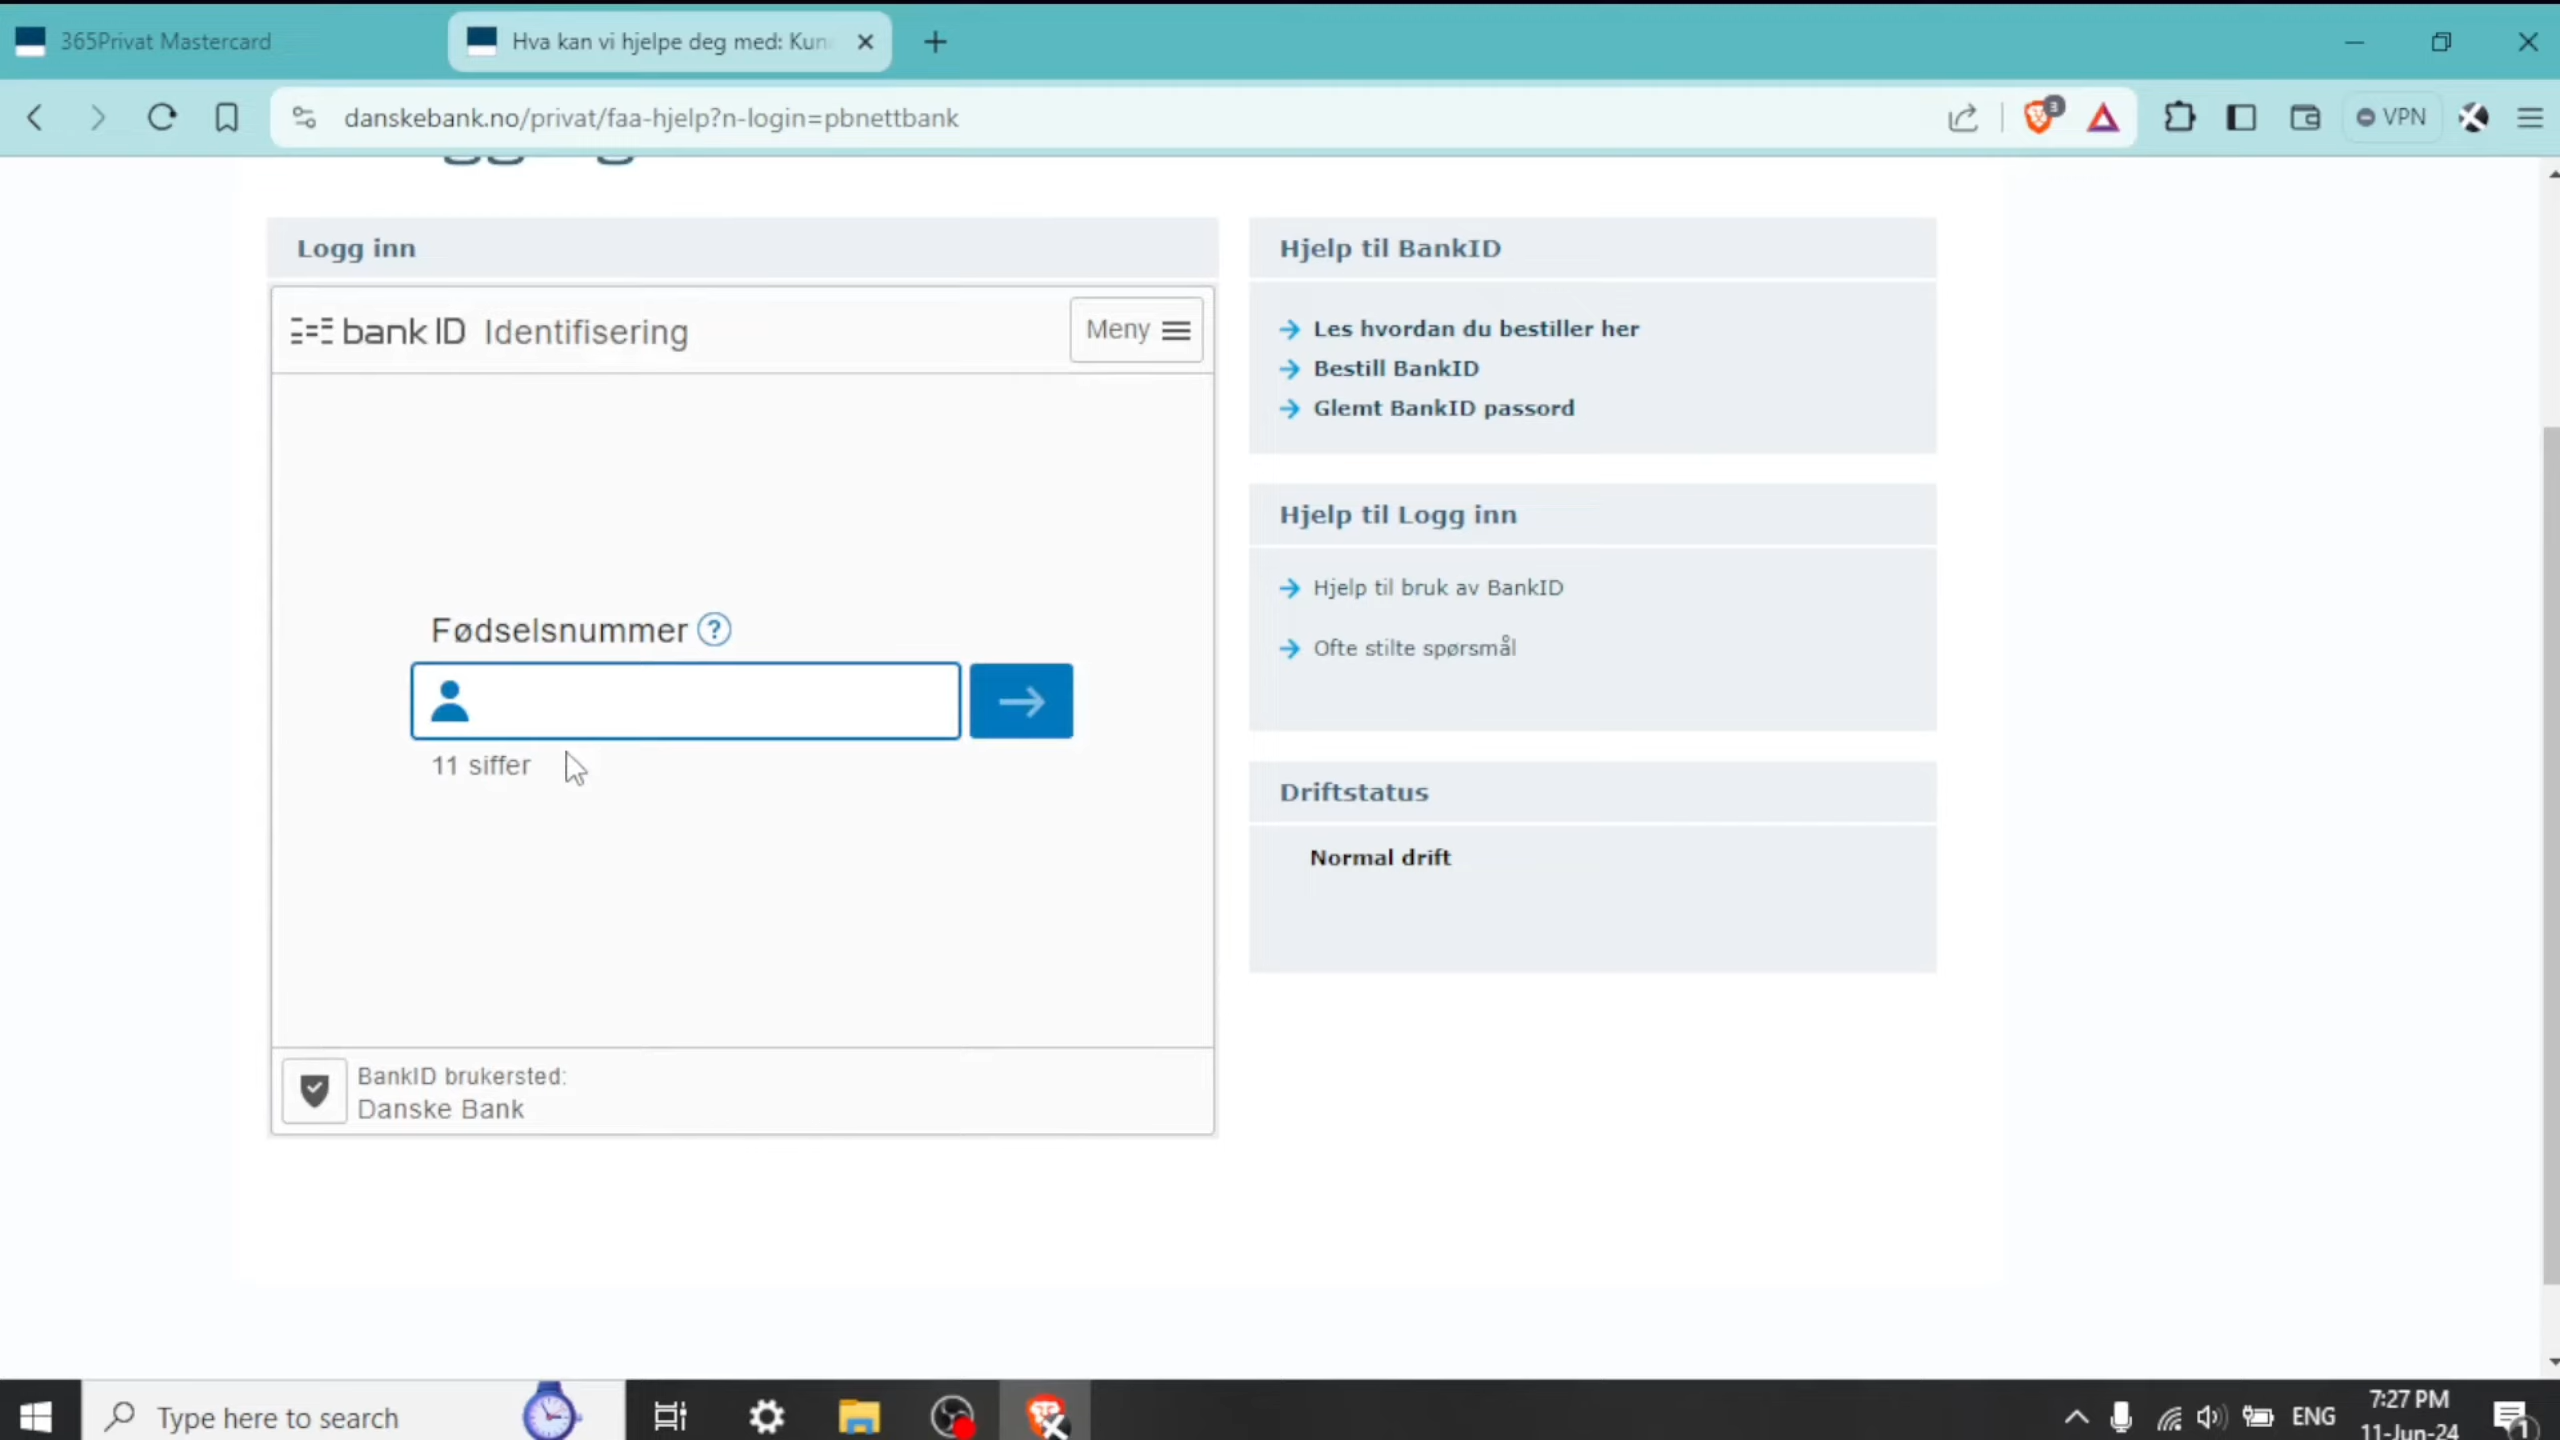 365Privat Mastercard
Hva kan vi hjelpe deg med: Kun
danskebank.no/privat/faa-hjelp?n-login=pbnettbank
3
VPN
Logg inn
bankID Identifisering
Meny
Fødselsnummer ?
11 siffer
BankID brukersted:
Danske Bank
Hjelp til BankID
Les hvordan du bestiller her
Bestill BankID
Glemt BankID passord
Hjelp til Logg inn
Hjelp til bruk av BankID
Ofte stilte spørsmål
Driftstatus
Normal drift
Type here to search
ENG
7:27 PM
11-Jun-24
1